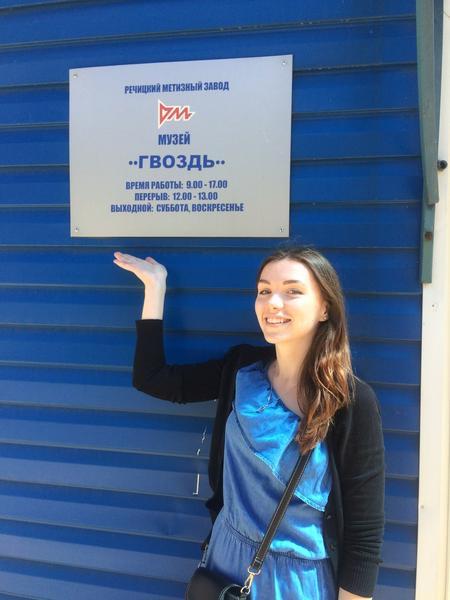 РЕЧИЦКИЙ МЕТИЗНЫЙ ЗАВОД
РМ
МУЗЕЙ
"ГВОЗДЬ"
ВРЕМЯ РАБОТЫ: 9.00 - 17.00
ПЕРЕРЫВ: 12.00 - 13.00
ВЫХОДНОЙ: СУББОТА, ВОСКРЕСЕНЬЕ